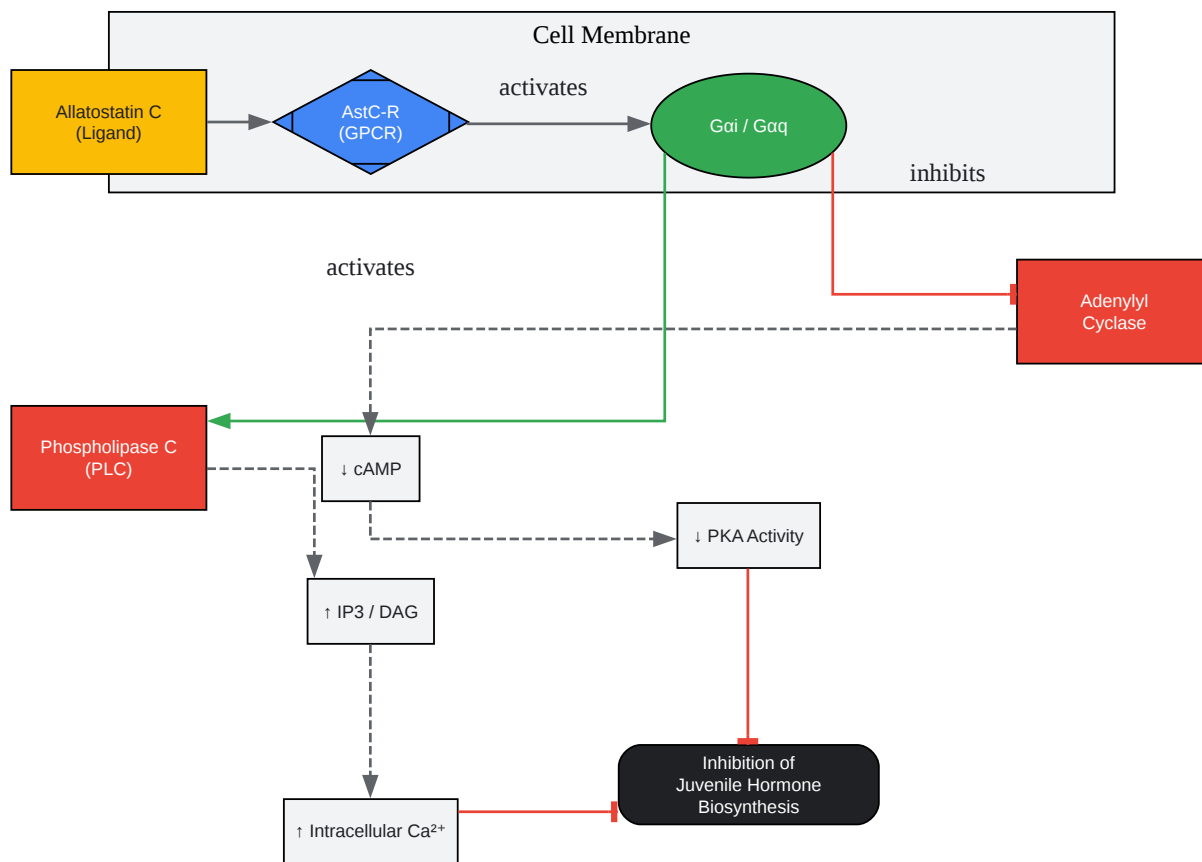 Cell Membrane
activates
Allatostatin C
(Ligand)
AstC-R
(GPCR)
Gαi / Gαq
inhibits
activates
Adenylyl
Cyclase
Phospholipase C
(PLC)
↓ cAMP
↓ PKA Activity
↑ IP3 / DAG
Inhibition of
Juvenile Hormone
Biosynthesis
↑ Intracellular Ca²⁺